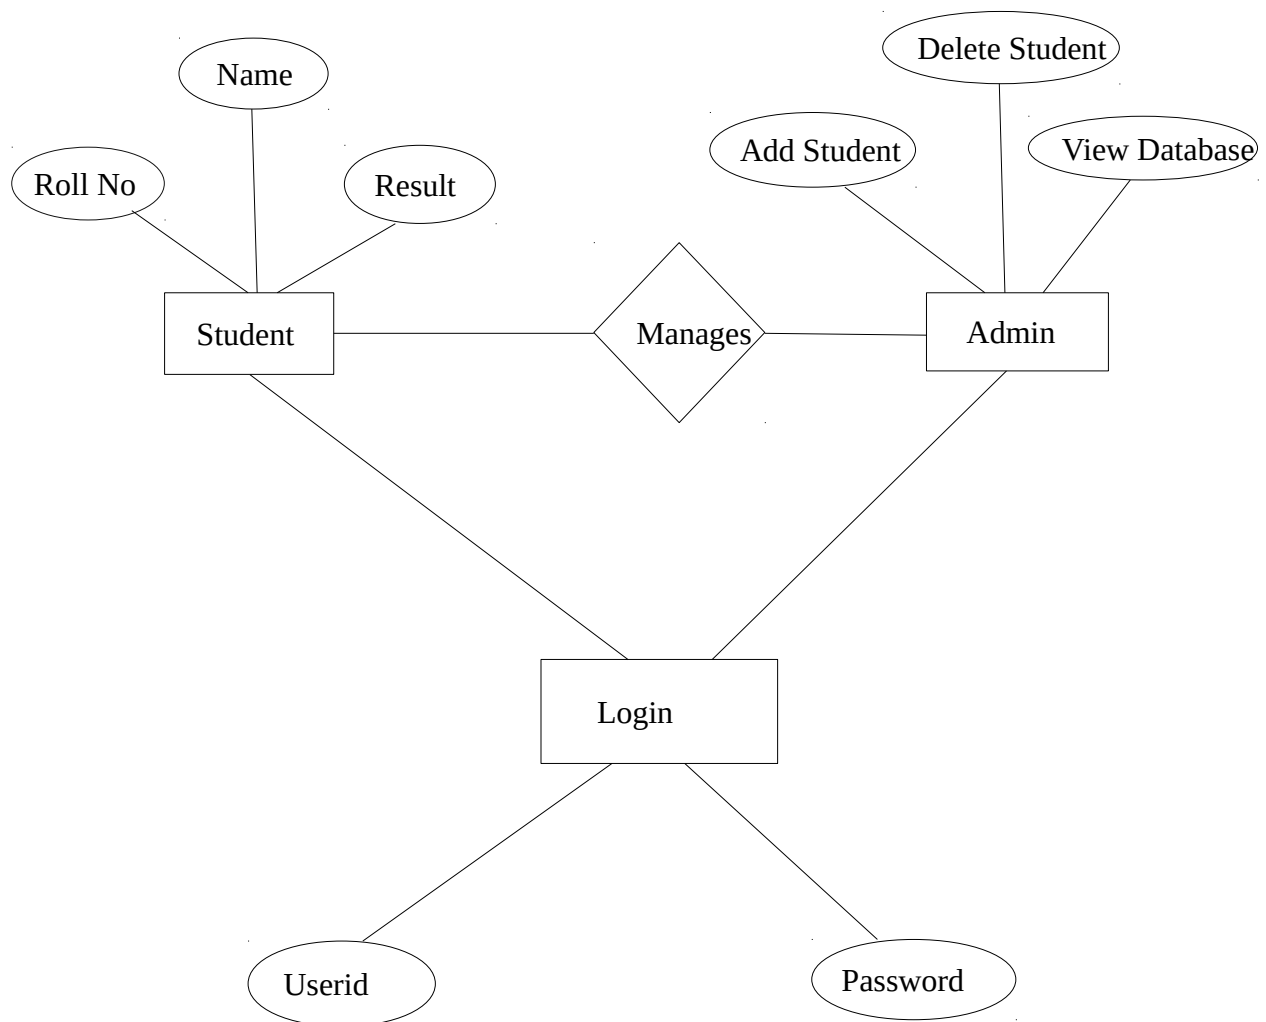 Delete Student
Name
Add Student
View Database
Roll No
Result
Student
Manages
Admin
Login
Userid
Password